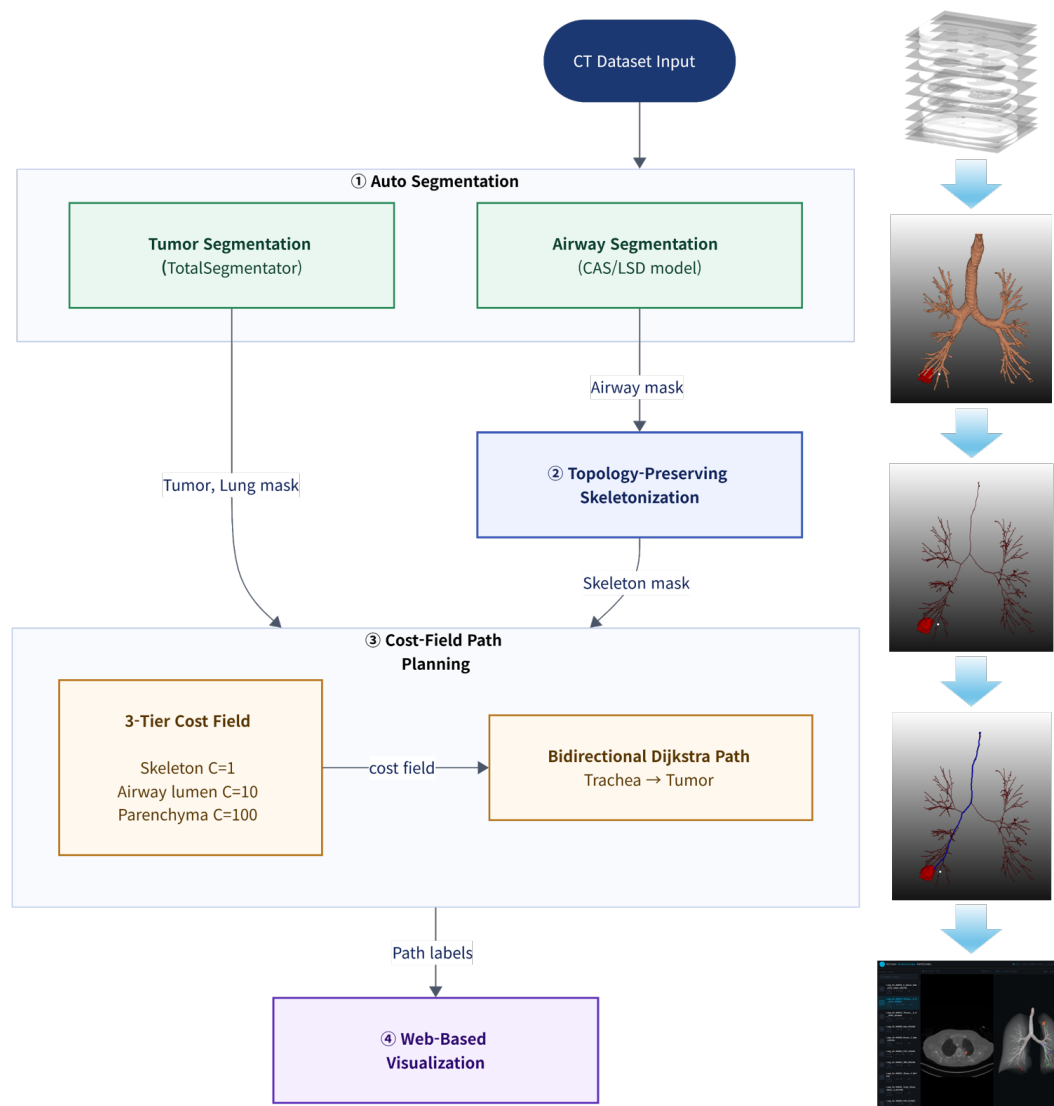 CT Dataset Input
① Auto Segmentation
Tumor Segmentation
(TotalSegmentator)
Airway Segmentation
(CAS/LSD model)
Airway mask
② Topology-Preserving
Skeletonization
Tumor, Lung mask
Skeleton mask
③ Cost-Field Path
Planning
3-Tier Cost Field
Skeleton C=1
Airway lumen C=10
Parenchyma C=100
cost field
Bidirectional Dijkstra Path
Trachea → Tumor
Path labels
④ Web-Based
Visualization